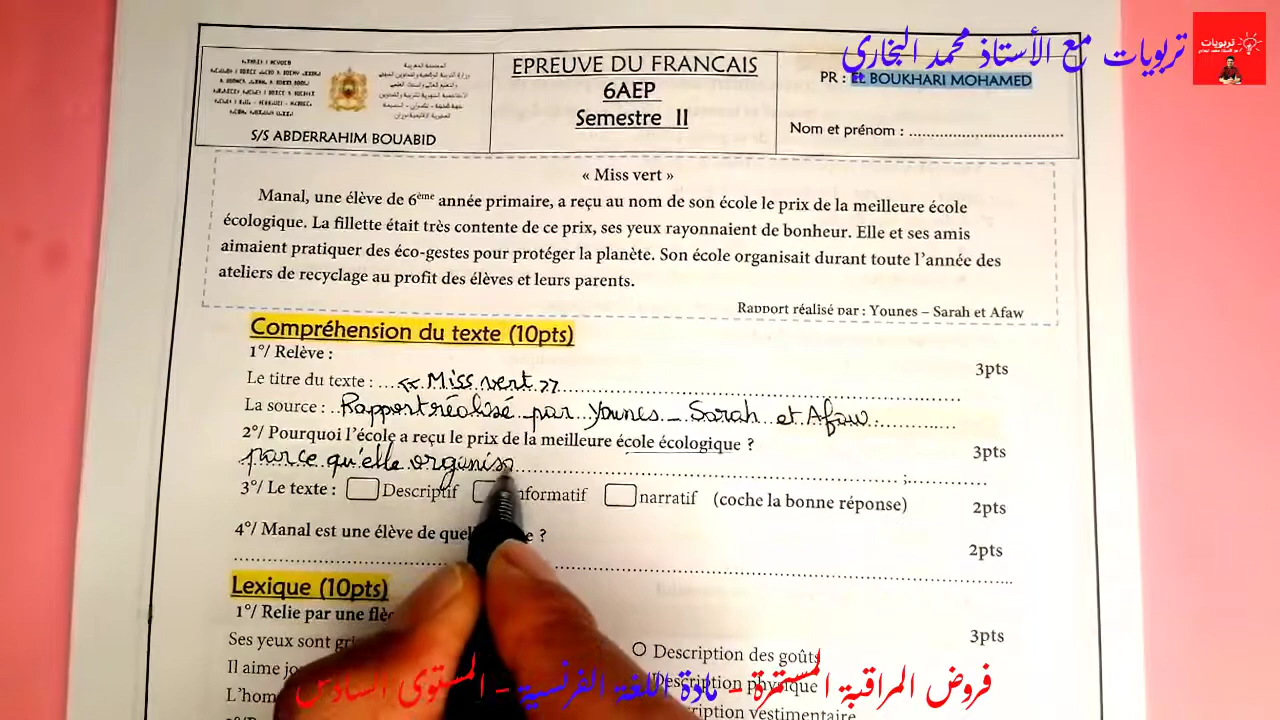 تربويات مع الأستاذ محمد البخاري
تربويات
المملكة المغربية
S/S ABDERRAHIM BOUABID
EPREUVE DU FRANCAIS
6AEP
Semestre II
PR : EL BOUKHARI MOHAMED
Nom et prénom : ...................................
« Miss vert »
Manal, une élève de 6ème année primaire, a reçu au nom de son école le prix de la meilleure école
écologique. La fillette était très contente de ce prix, ses yeux rayonnaient de bonheur. Elle et ses amis
aimaient pratiquer des éco-gestes pour protéger la planète. Son école organisait durant toute l'année des
ateliers de recyclage au profit des élèves et leurs parents.
Rapport réalisé par : Younes – Sarah et Afaw
Compréhension du texte (10pts)
1°/ Relève : 3pts
Le titre du texte : « Miss vert »
La source : Rapport réalisé par Younes - Sarah et Afaw.
2°/ Pourquoi l'école a reçu le prix de la meilleure école écologique ? 3pts
parce qu'elle organisa
3°/ Le texte : Descriptif informatif narratif (coche la bonne réponse) 2pts
4°/ Manal est une élève de ? 2pts
Lexique (10pts)
1°/ Relie par une 3pts
Ses yeux sont
Description des goûts
Il aime
Description physique
L'hom
vestimentaire
فروض المراقبة المستمرة - مادة اللغة الفرنسية - المستوى السادس